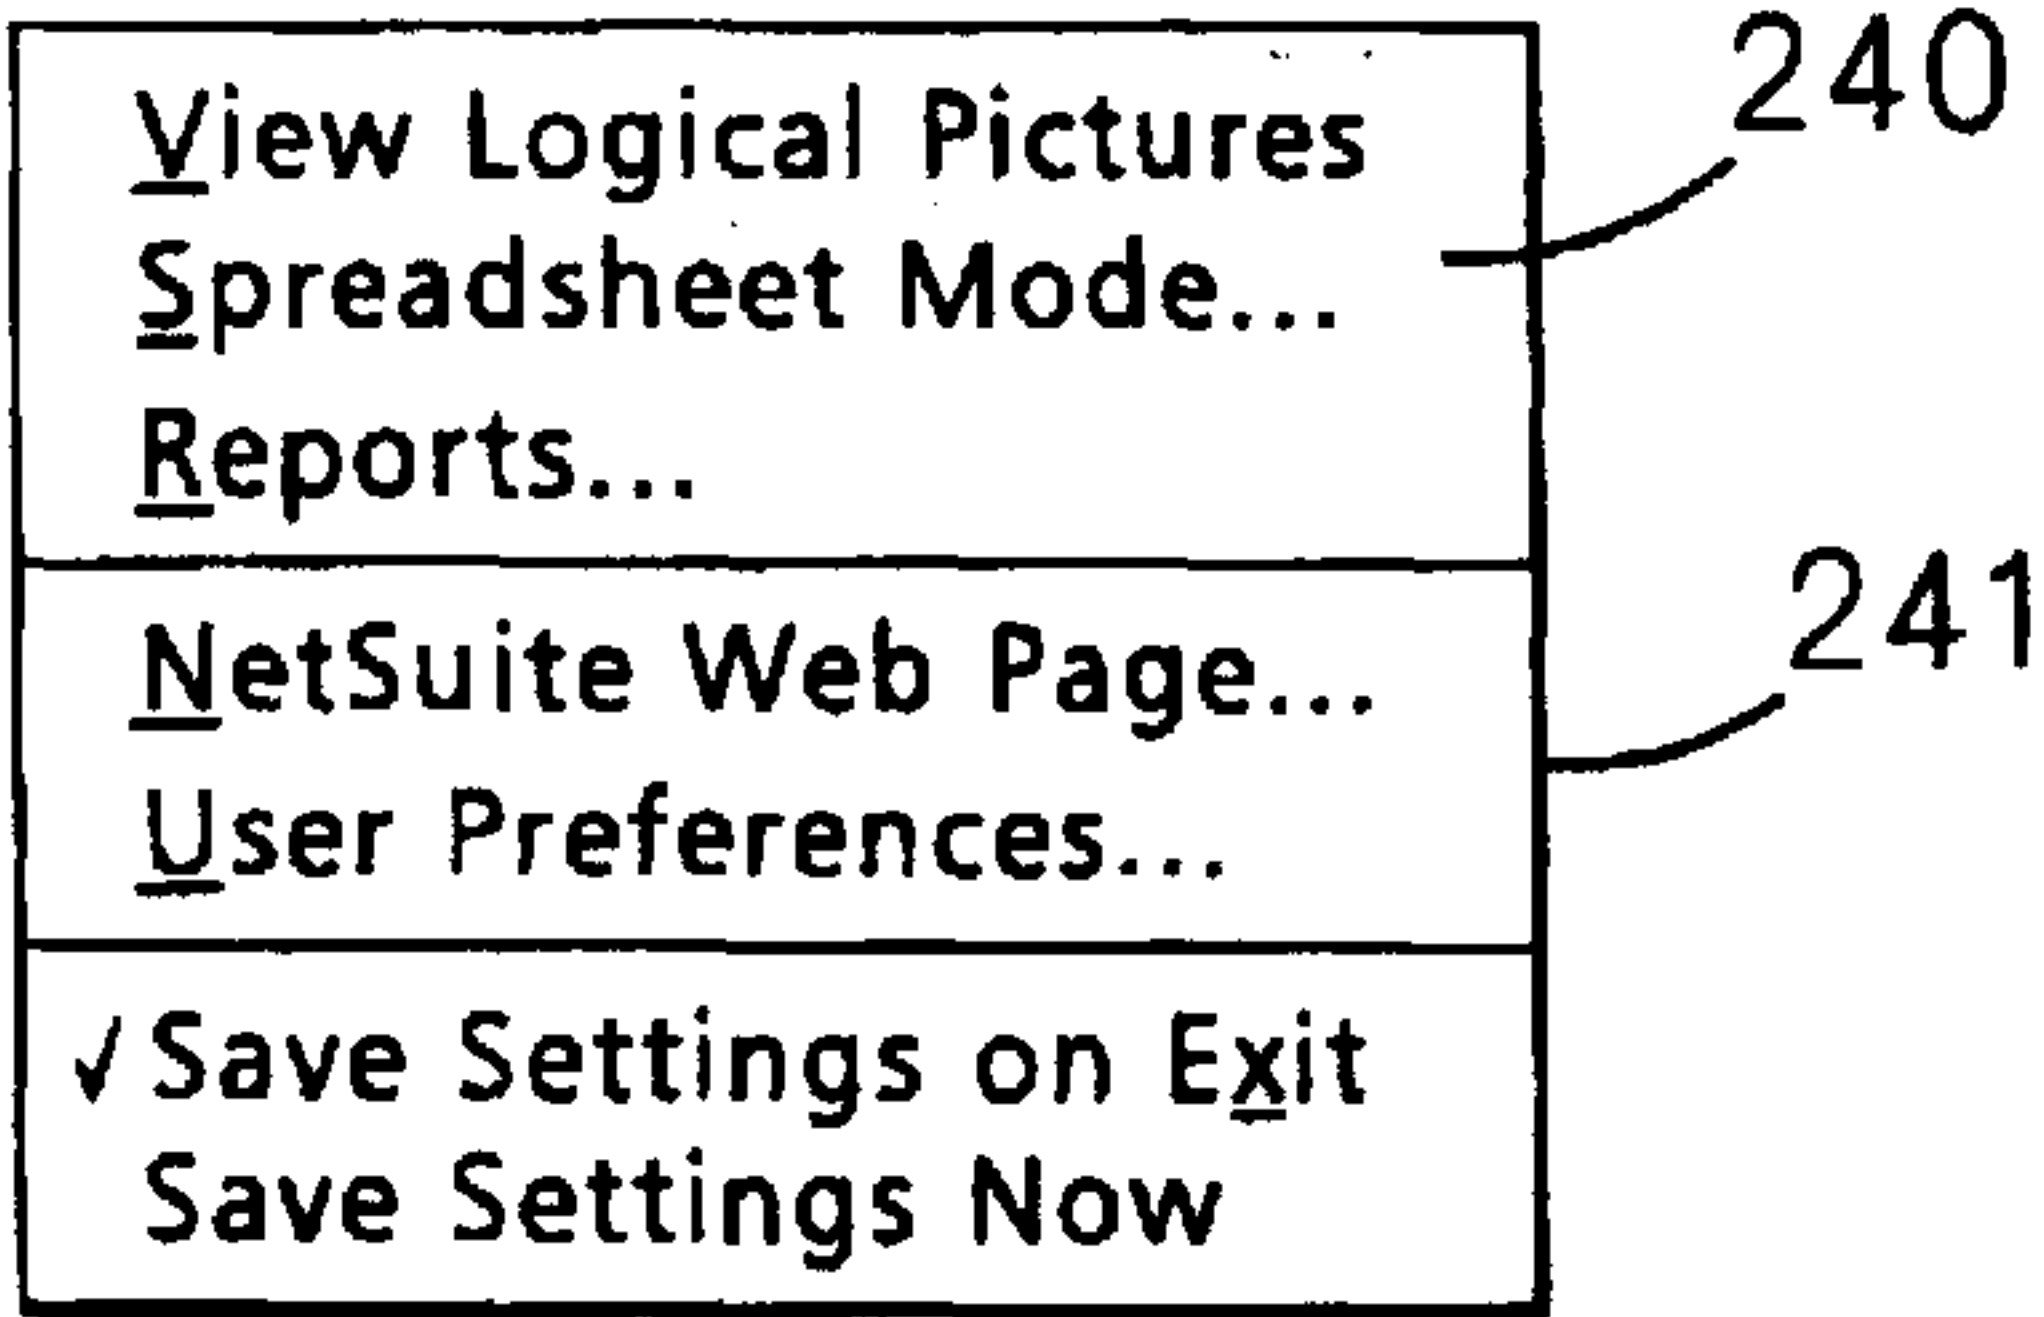 View Logical Pictures
240
Spreadsheet Mode...
Reports...
241
NetSuite Web Page...
User Preferences...
✓Save Settings on Exit
Save Settings Now